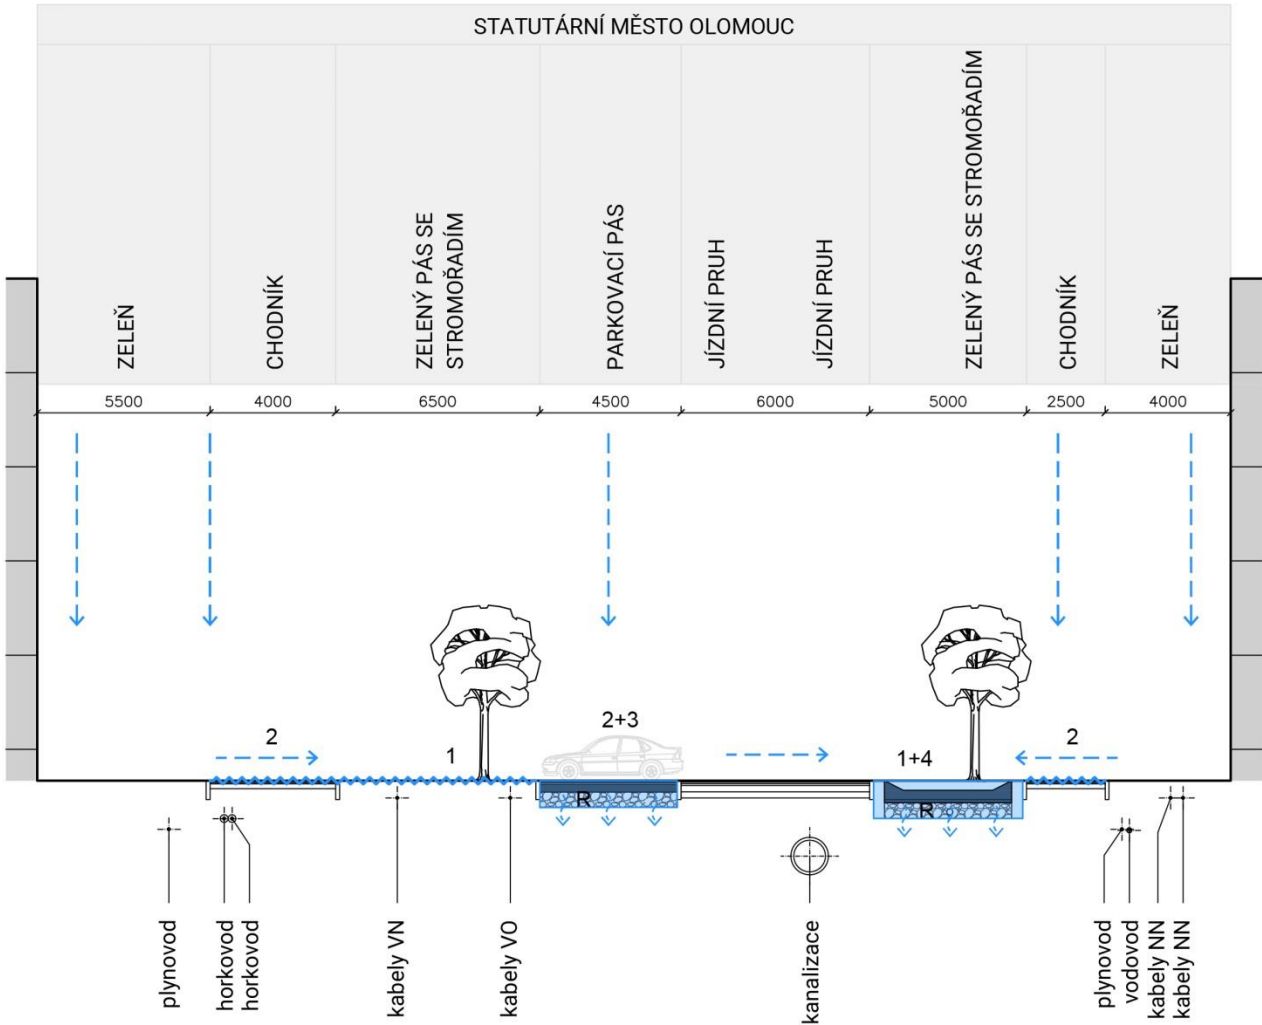 STATUTÁRNÍ MĚSTO OLOMOUC
ZELEŇ
CHODNÍK
ZELENÝ PÁS SE
STROMOŘADÍM
PARKOVACÍ PÁS
JÍZDNÍ PRUH
JÍZDNÍ PRUH
ZELENÝ PÁS SE STROMOŘADÍM
CHODNÍK
ZELEŇ
5500
4000
6500
4500
6000
5000
2500
4000
2
1
2+3
1+4
2
R
R
plynovod
horkovod
horkovod
kabely VN
kabely VO
kanalizace
plynovod
vodovod
kabely NN
kabely NN